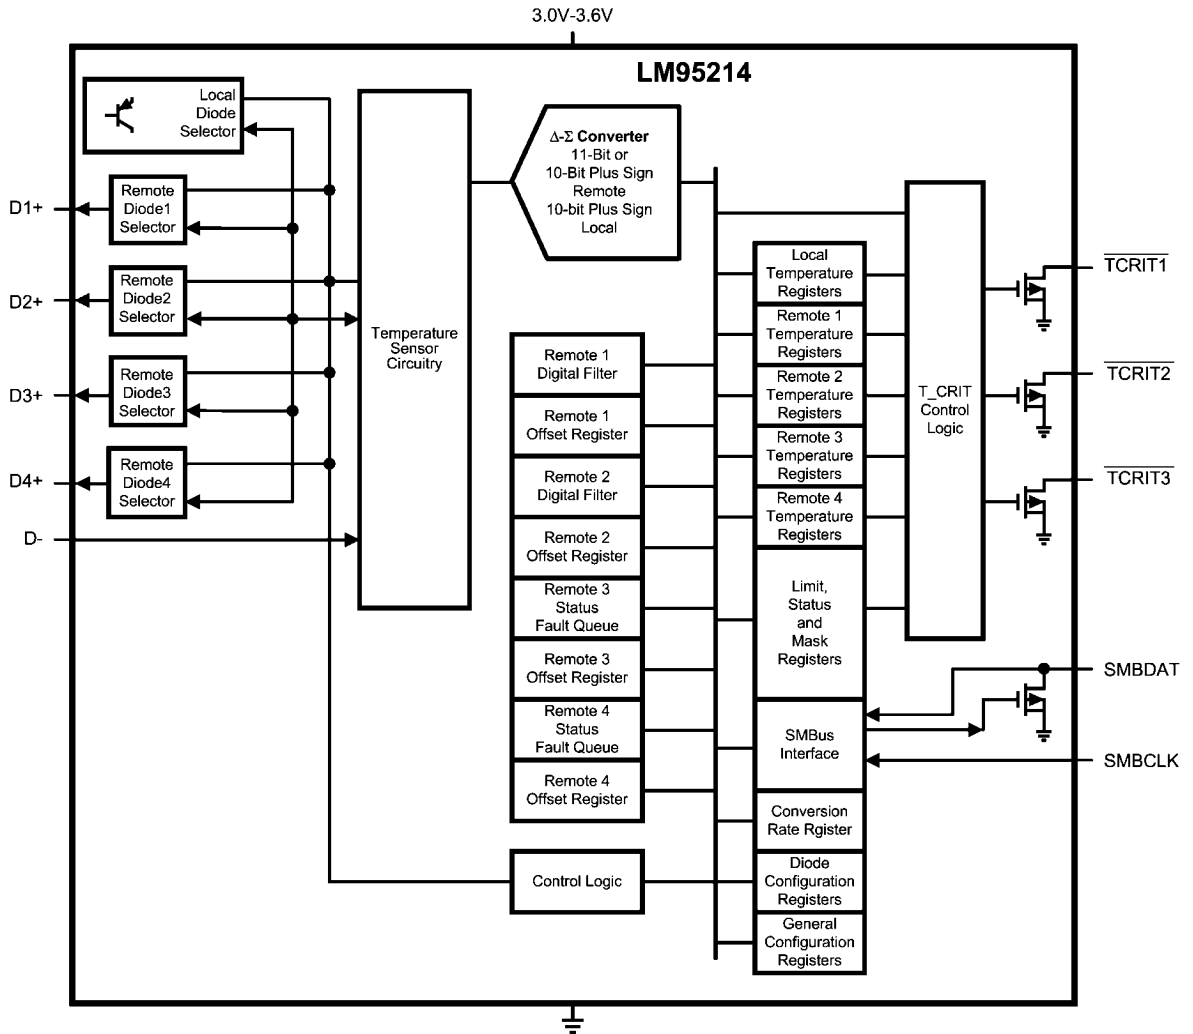 3.0V-3.6V
LM95214
Local
Diode
Selector
Remote
Diode1
Selector
Remote
Diode2
Selector
Remote
Diode3
Selector
Remote
Diode4
Selector
D1+
D2+
D3+
D4+
D-
Temperature
Sensor
Circuitry
Δ-Σ Converter
11-Bit or
10-Bit Plus Sign
Remote
10-bit Plus Sign
Local
Remote 1
Digital Filter
Remote 1
Offset Register
Remote 2
Digital Filter
Remote 2
Offset Register
Remote 3
Status
Fault Queue
Remote 3
Offset Register
Remote 4
Status
Fault Queue
Remote 4
Offset Register
Control Logic
Local
Temperature
Registers
Remote 1
Temperature
Registers
Remote 2
Temperature
Registers
Remote 3
Temperature
Registers
Remote 4
Temperature
Registers
Limit,
Status
and
Mask
Registers
SMBus
Interface
Conversion
Rate Rgister
Diode
Configuration
Registers
General
Configuration
Registers
T_CRIT
Control
Logic
TCRIT1
TCRIT2
TCRIT3
SMBDAT
SMBCLK